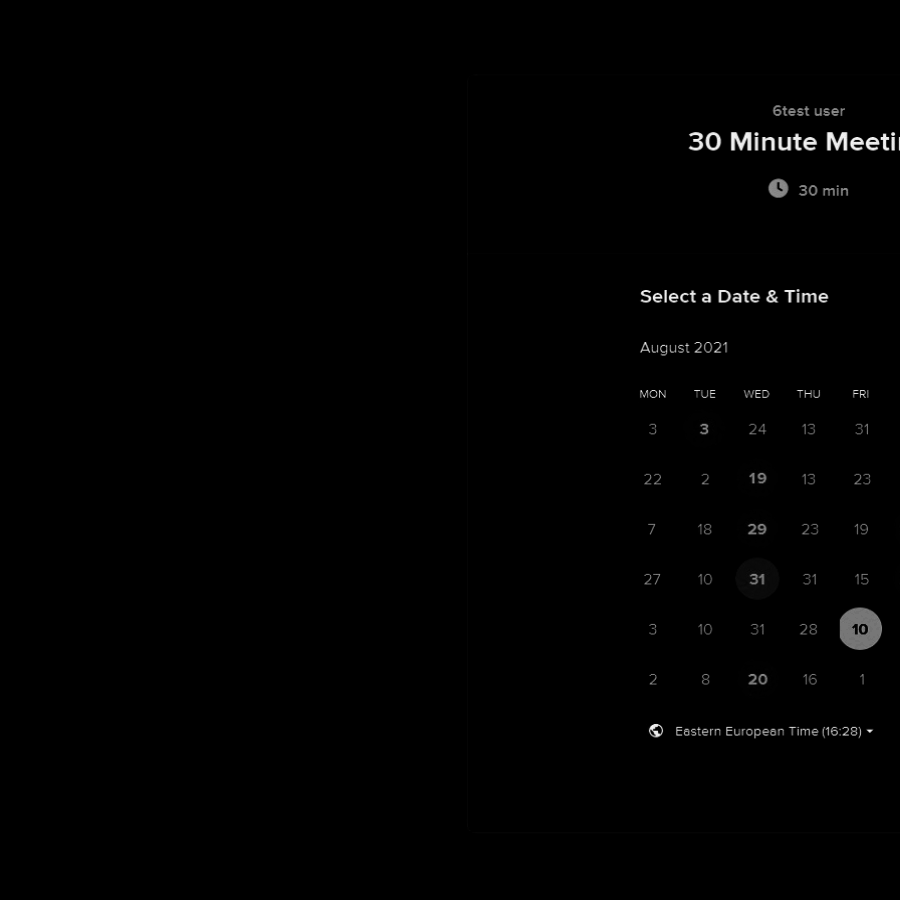 6test user
30 Minute Meeti
30 min
Select a Date & Time
August 2021
MON TUE WED THU FRI
3 3 24 13 31
22 2 19 13 23
7 18 29 23 19
27 10 31 31 15
3 10 31 28 10
2 8 20 16 1
Eastern European Time (16:28)